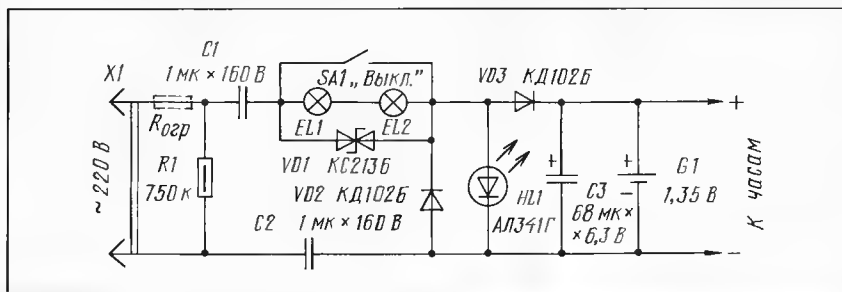 C1
X1
1 мк × 160 В
SA1 „Выкл.”
VD3 КД102Б
+
Rогр
EL1
EL2
~220 В
R1
750 к
VD1 КС213Б
VD2 КД102Б
C2
1 мк × 160 В
HL1
АЛ341Г
+
C3
68 мк ×
× 6,3 В
+
−
G1
1,35 В
К часам
−